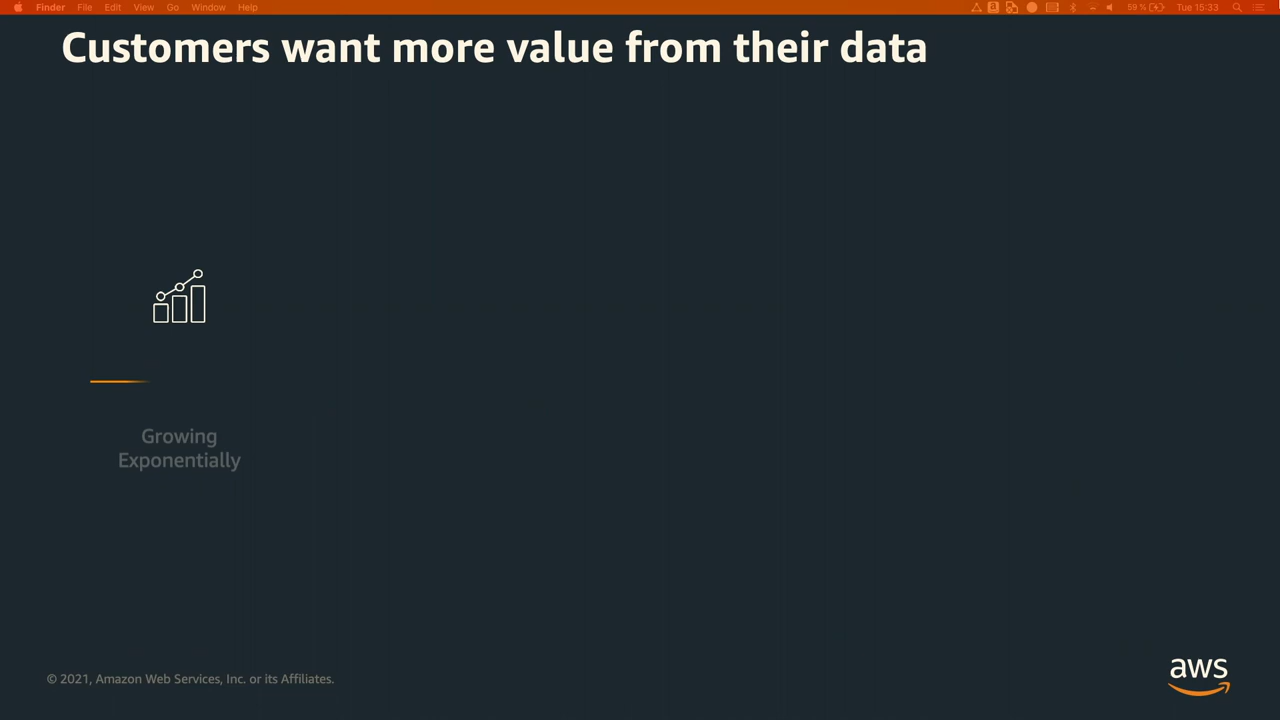 Finder File Edit View Go Window Help 59 % Tue 15:33
Customers want more value from their data
Growing
Exponentially
© 2021, Amazon Web Services, Inc. or its Affiliates.
aws